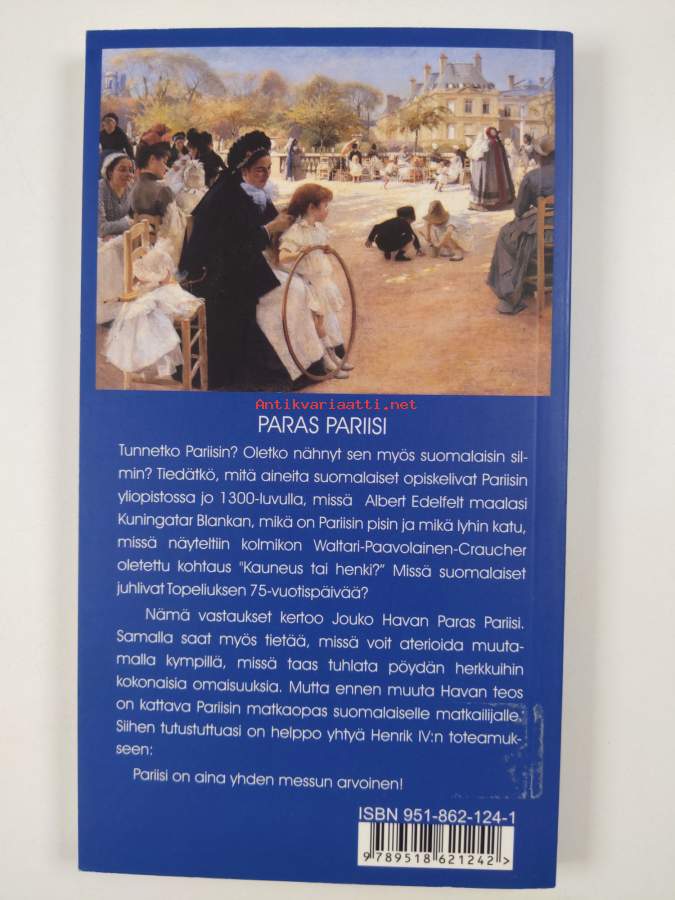 Antikvariaatti.net
PARAS PARIISI
Tunnetko Pariisin? Oletko nähnyt sen myös suomalaisin sil-
min? Tiedätkö, mitä aineita suomalaiset opiskelivat Pariisin
yliopistossa jo 1300-luvulla, missä Albert Edelfelt maalasi
Kuningatar Blankan, mikä on Pariisin pisin ja mikä lyhin katu,
missä näyteltiin kolmikon Waltari-Paavolainen-Craucher
oletettu kohtaus "Kauneus tai henki?" Missä suomalaiset
juhlivat Topeliuksen 75-vuotispäivää?
Nämä vastaukset kertoo Jouko Havan Paras Pariisi.
Samalla saat myös tietää, missä voit aterioida muuta-
malla kympillä, missä taas tuhlata pöydän herkkuihin
kokonaisia omaisuuksia. Mutta ennen muuta Havan teos
on kattava Pariisin matkaopas suomalaiselle matkailijalle.
Siihen tutustuttuasi on helppo yhtyä Henrik IV:n toteamuk-
seen:
Pariisi on aina yhden messun arvoinen!
ISBN 951-862-124-1
9 789518 621242 >